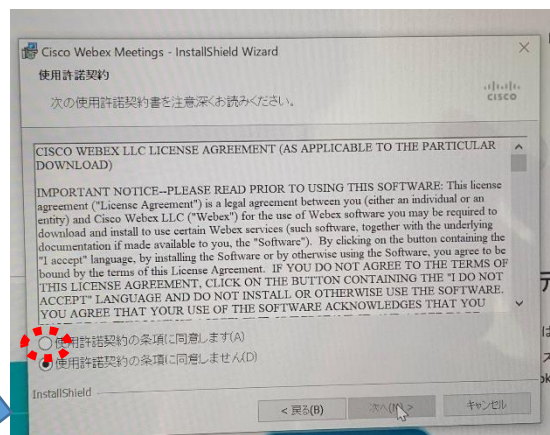 Cisco Webex Meetings - InstallShield Wizard
使用許諾契約
次の使用許諾契約書を注意深くお読みください。
CISCO
CISCO WEBEX LLC LICENSE AGREEMENT (AS APPLICABLE TO THE PARTICULAR
DOWNLOAD)
IMPORTANT NOTICE--PLEASE READ PRIOR TO USING THIS SOFTWARE: This license
agreement ("License Agreement") is a legal agreement between you (either an individual or an
entity) and Cisco Webex LLC ("Webex") for the use of Webex software you may be required to
download and install to use certain Webex services (such software, together with the underlying
documentation if made available to you, the "Software"). By clicking on the button containing the
"I accept" language, by installing the Software or by otherwise using the Software, you agree to be
bound by the terms of this License Agreement. IF YOU DO NOT AGREE TO THE TERMS OF
THIS LICENSE AGREEMENT, CLICK ON THE BUTTON CONTAINING THE "I DO NOT
ACCEPT" LANGUAGE AND DO NOT INSTALL OR OTHERWISE USE THE SOFTWARE.
YOU AGREE THAT YOUR USE OF THE SOFTWARE ACKNOWLEDGES THAT YOU
使用許諾契約の条項に同意します(A)
使用許諾契約の条項に同意しません(D)
InstallShield
< 戻る(B)
次へ(N) >
キャンセル